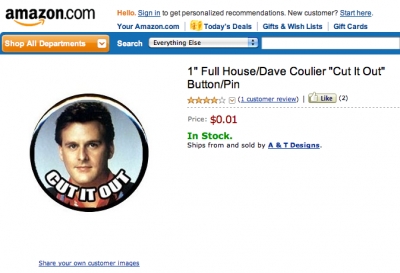 amazon.com
Hello. Sign in to get personalized recommendations. New customer? Start here.
Your Amazon.com | Today's Deals | Gifts & Wish Lists | Gift Cards
Shop All Departments
Search Everything Else
1" Full House/Dave Coulier "Cut It Out" Button/Pin
(1 customer review) | Like (2)
Price: $0.01
In Stock.
Ships from and sold by A & T Designs.
CUT IT OUT
Share your own customer images